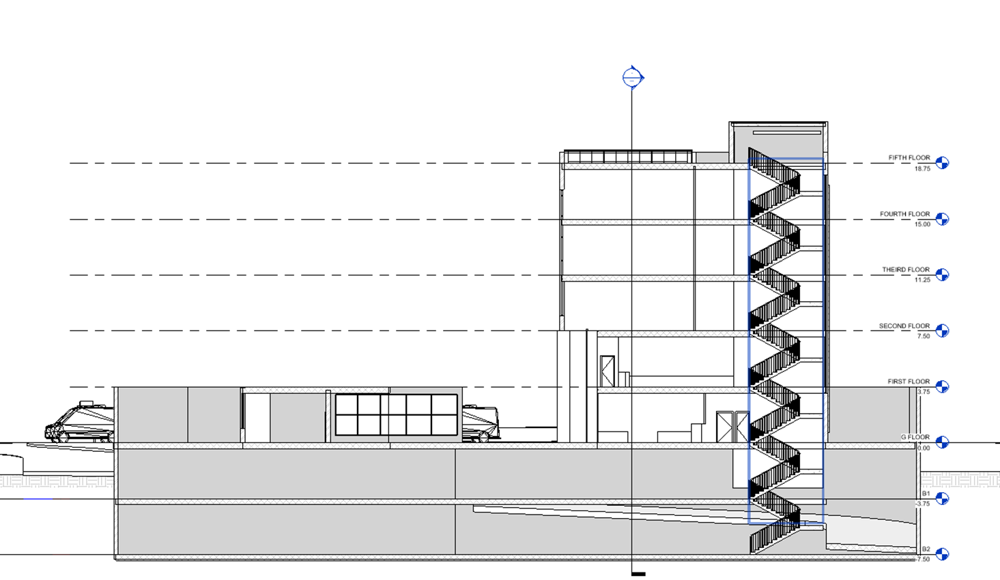 FIFTH FLOOR
18.75
FOURTH FLOOR
15.00
THEIRD FLOOR
11.25
SECOND FLOOR
7.50
FIRST FLOOR
3.75
G FLOOR
0.00
B1
-3.75
B2
-7.50